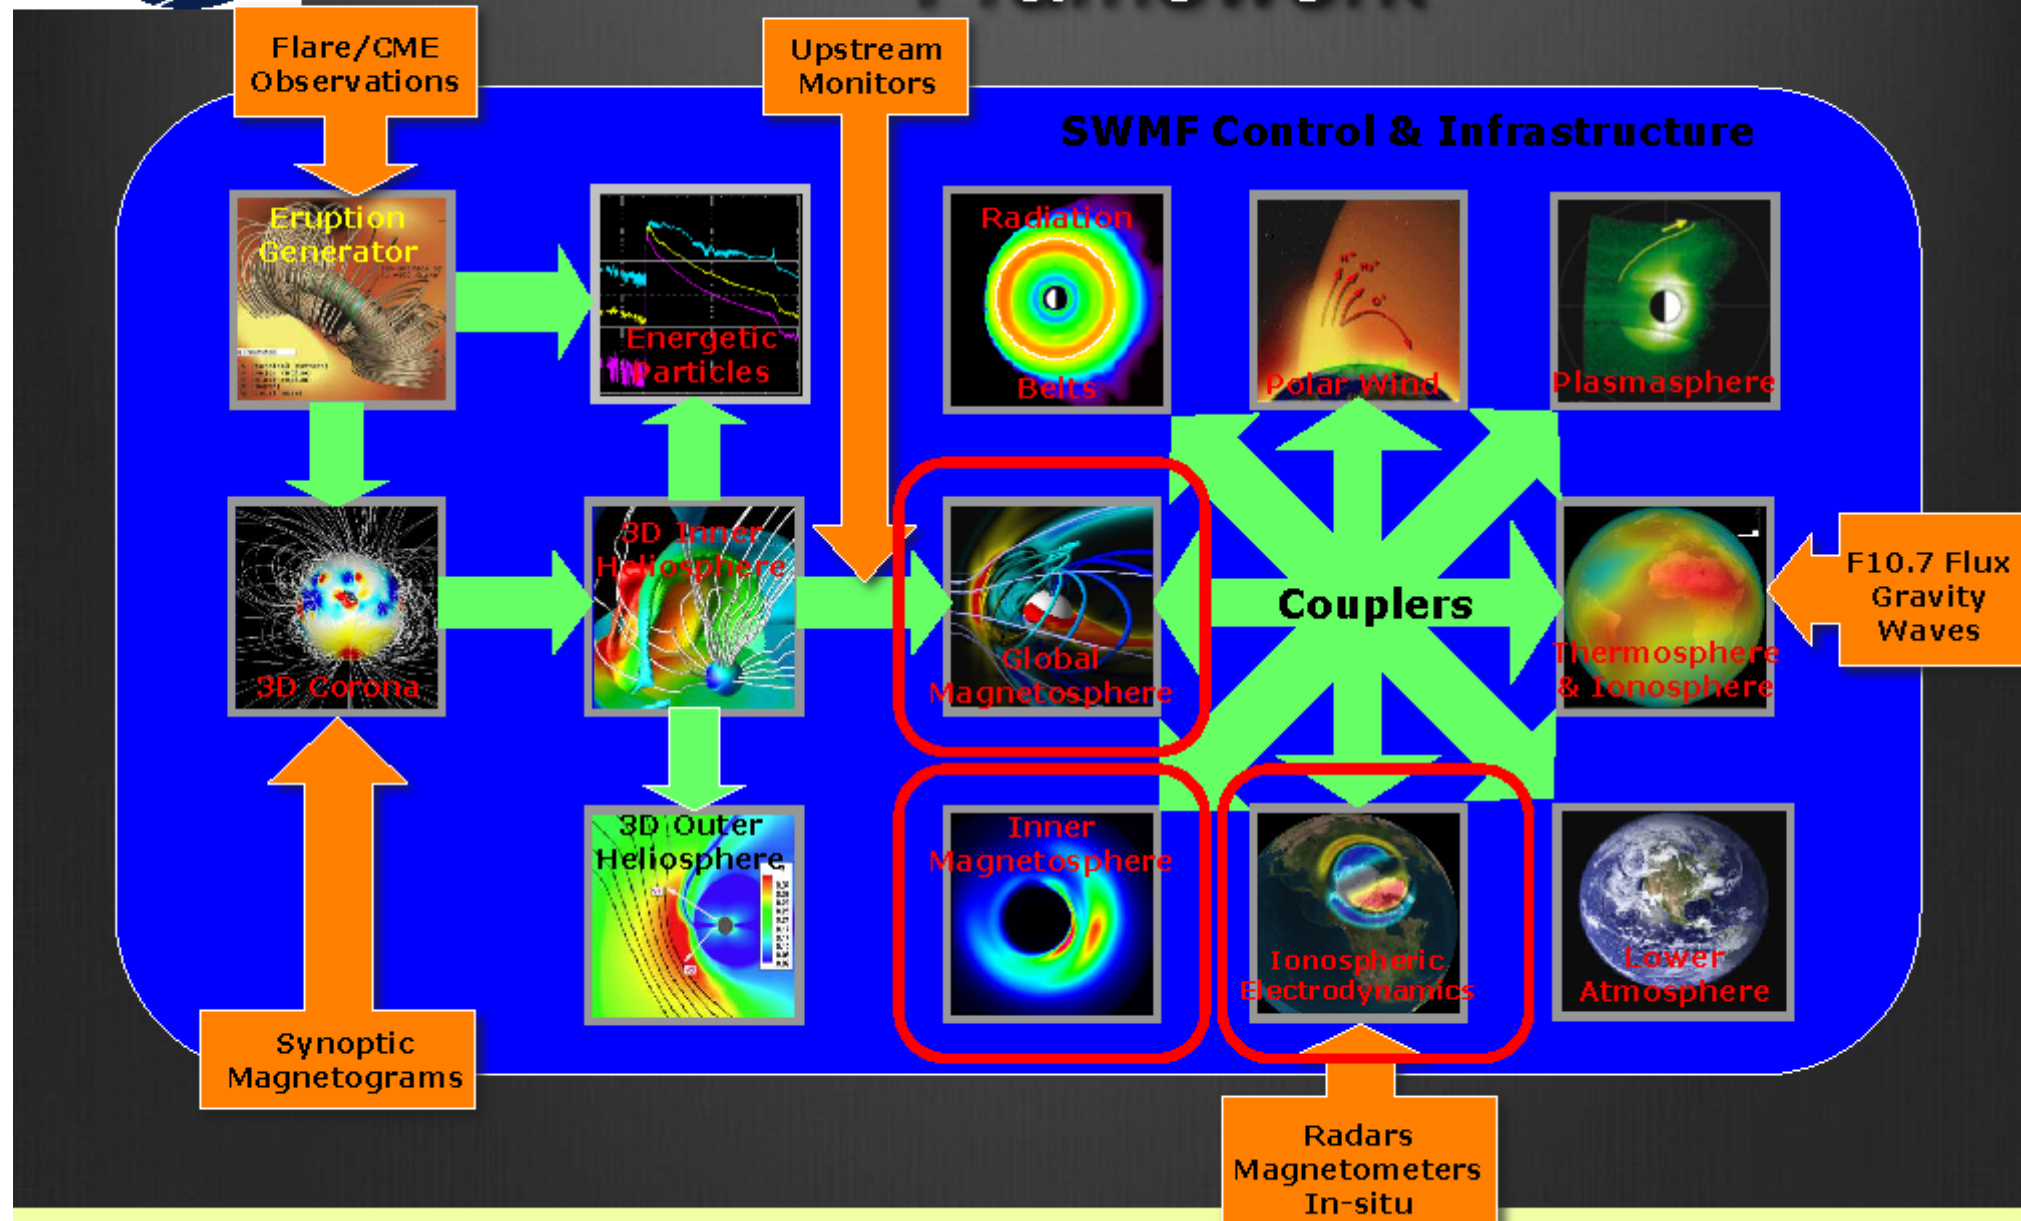 Framework
Flare/CME
Observations
Upstream
Monitors
SWMF Control & Infrastructure
Eruption
Generator
Energetic
Particles
Radiation
Belts
Polar Wind
Plasmasphere
3D Corona
3D Inner
Heliosphere
Global
Magnetosphere
Couplers
Thermosphere
& Ionosphere
F10.7 Flux
Gravity
Waves
3D Outer
Heliosphere
Inner
Magnetosphere
Ionospheric
Electrodynamics
Lower
Atmosphere
Synoptic
Magnetograms
Radars
Magnetometers
In-situ